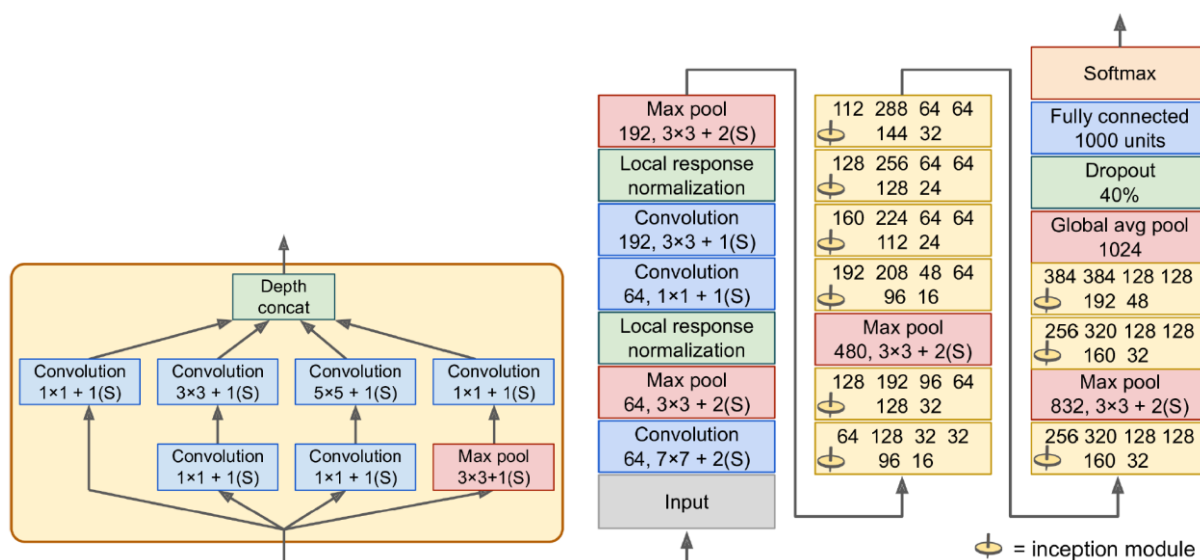 Depth
concat
Convolution
1×1 + 1(S)
Convolution
3×3 + 1(S)
Convolution
5×5 + 1(S)
Convolution
1×1 + 1(S)
Convolution
1×1 + 1(S)
Convolution
1×1 + 1(S)
Max pool
3×3+1(S)
Max pool
192, 3×3 + 2(S)
Local response
normalization
Convolution
192, 3×3 + 1(S)
Convolution
64, 1×1 + 1(S)
Local response
normalization
Max pool
64, 3×3 + 2(S)
Convolution
64, 7×7 + 2(S)
Input
112 288 64 64
144 32
128 256 64 64
128 24
160 224 64 64
112 24
192 208 48 64
96 16
Max pool
480, 3×3 + 2(S)
128 192 96 64
128 32
64 128 32 32
96 16
Softmax
Fully connected
1000 units
Dropout
40%
Global avg pool
1024
384 384 128 128
192 48
256 320 128 128
160 32
Max pool
832, 3×3 + 2(S)
256 320 128 128
160 32
= inception module